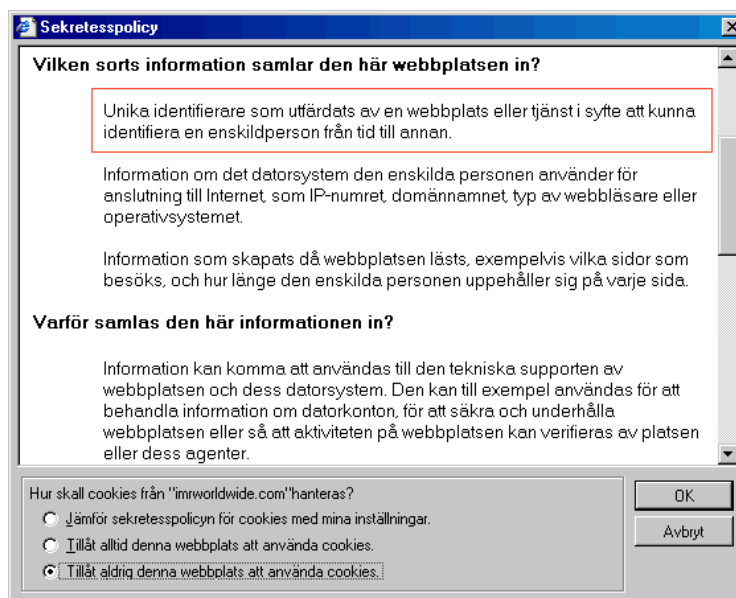 Sekretesspolicy
Vilken sorts information samlar den här webbplatsen in?
Unika identifierare som utfärdats av en webbplats eller tjänst i syfte att kunna
identifiera en enskildperson från tid till annan.
Information om det datorsystem den enskilda personen använder för
anslutning till Internet, som IP-numret, domännamnet, typ av webbläsare eller
operativsystemet.
Information som skapats då webbplatsen lästs, exempelvis vilka sidor som
besöks, och hur länge den enskilda personen uppehåller sig på varje sida.
Varför samlas den här informationen in?
Information kan komma att användas till den tekniska supporten av
webbplatsen och dess datorsystem. Den kan till exempel användas för att
behandla information om datorkonton, för att säkra och underhålla
webbplatsen eller så att aktiviteten på webbplatsen kan verifieras av platsen
eller dess agenter.
Hur skall cookies från "imrworldwide.com"hanteras?
Jämför sekretesspolicyn för cookies med mina inställningar.
Tillåt alltid denna webbplats att använda cookies.
Tillåt aldrig denna webbplats att använda cookies.
OK
Avbryt